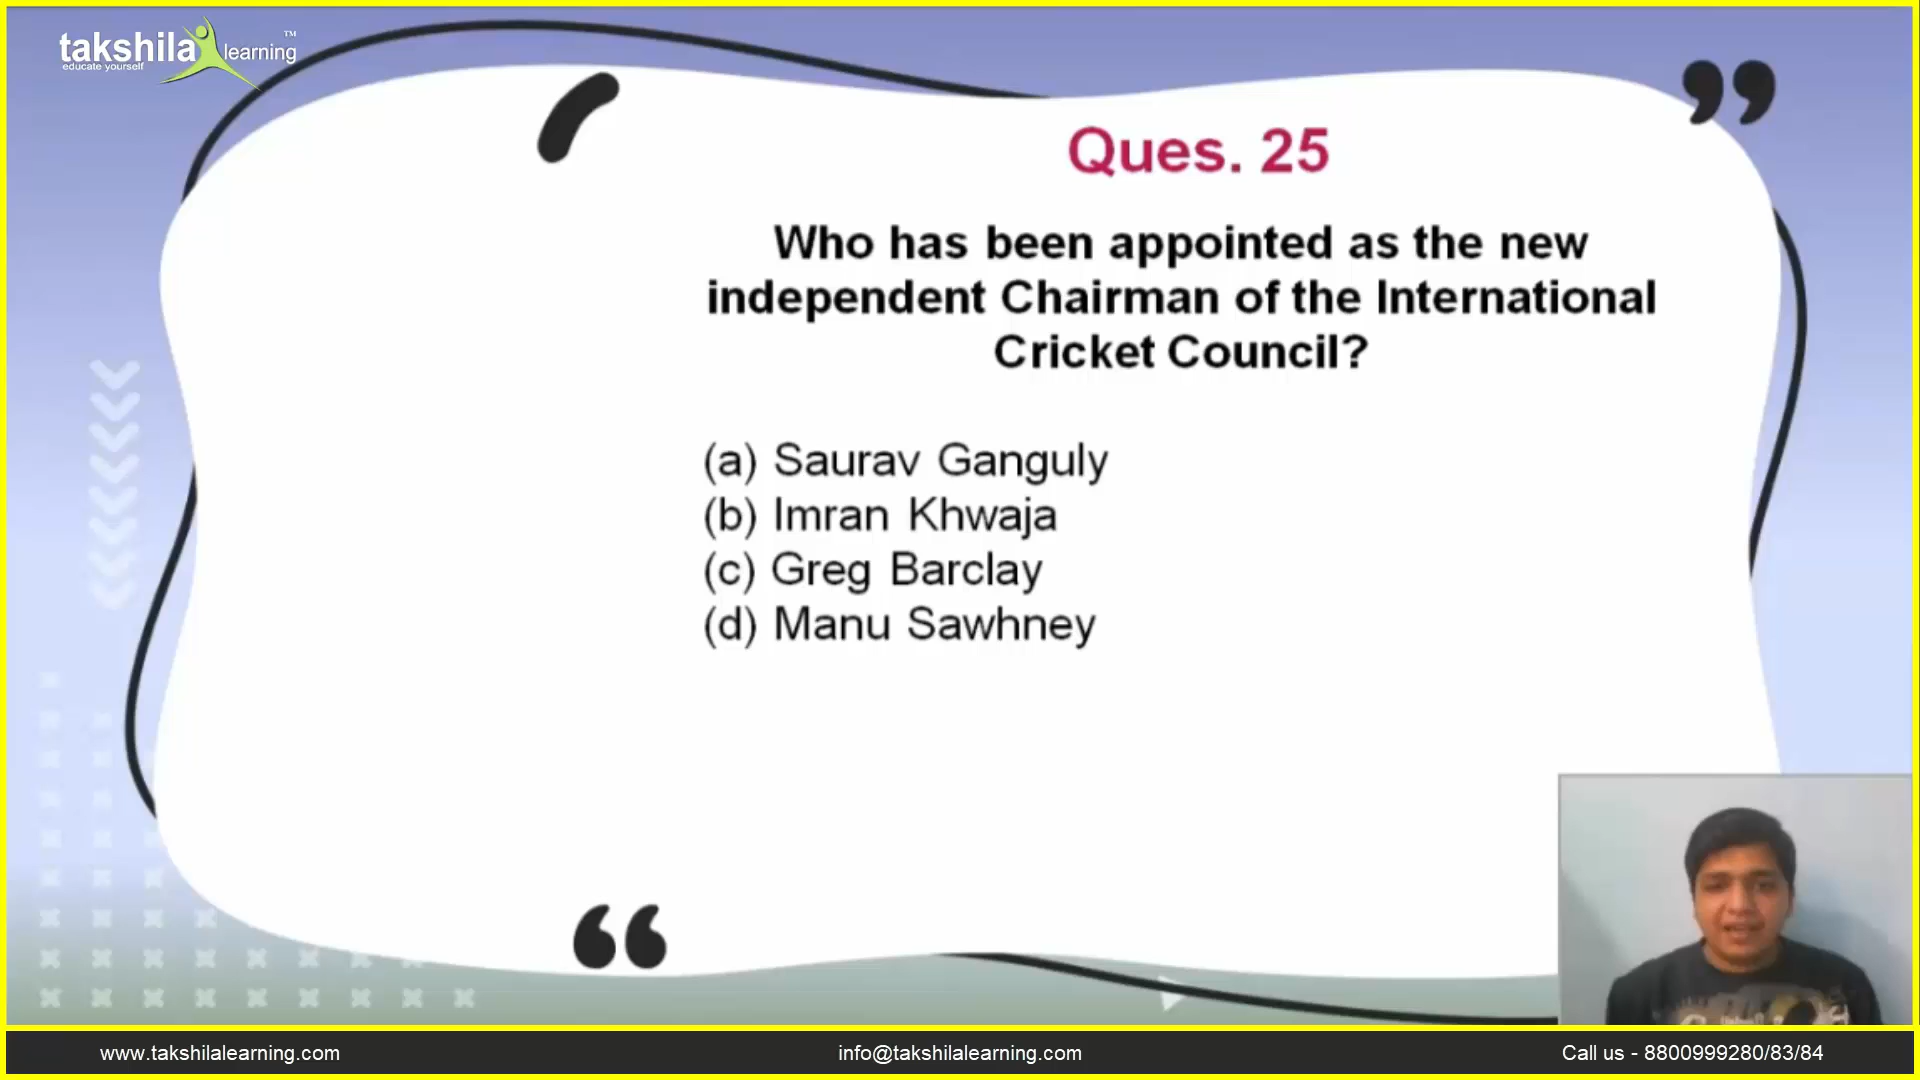 takshila learning™
educate yourself
Ques. 25
Who has been appointed as the new
independent Chairman of the International
Cricket Council?
(a) Saurav Ganguly
(b) Imran Khwaja
(c) Greg Barclay
(d) Manu Sawhney
www.takshilalearning.com
info@takshilalearning.com
Call us - 8800999280/83/84